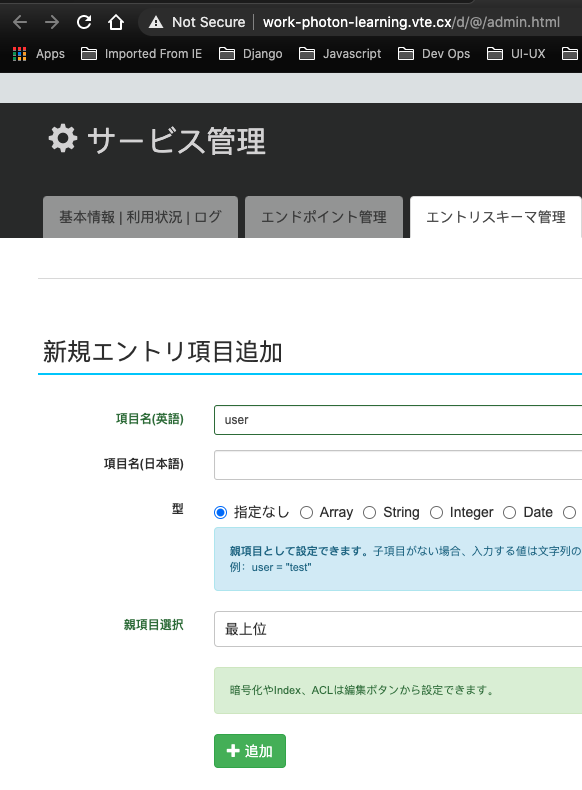 Not Secure | work-photon-learning.vte.cx/d/@/admin.html
Apps Imported From IE Django Javascript Dev Ops UI-UX
サービス管理
基本情報 | 利用状況 | ログ エンドポイント管理 エントリスキーマ管理
新規エントリ項目追加
項目名(英語) user
項目名(日本語)
型 指定なし Array String Integer Date
親項目として設定できます。子項目がない場合、入力する値は文字列の
例：user = "test"
親項目選択 最上位
暗号化やIndex、ACLは編集ボタンから設定できます。
追加